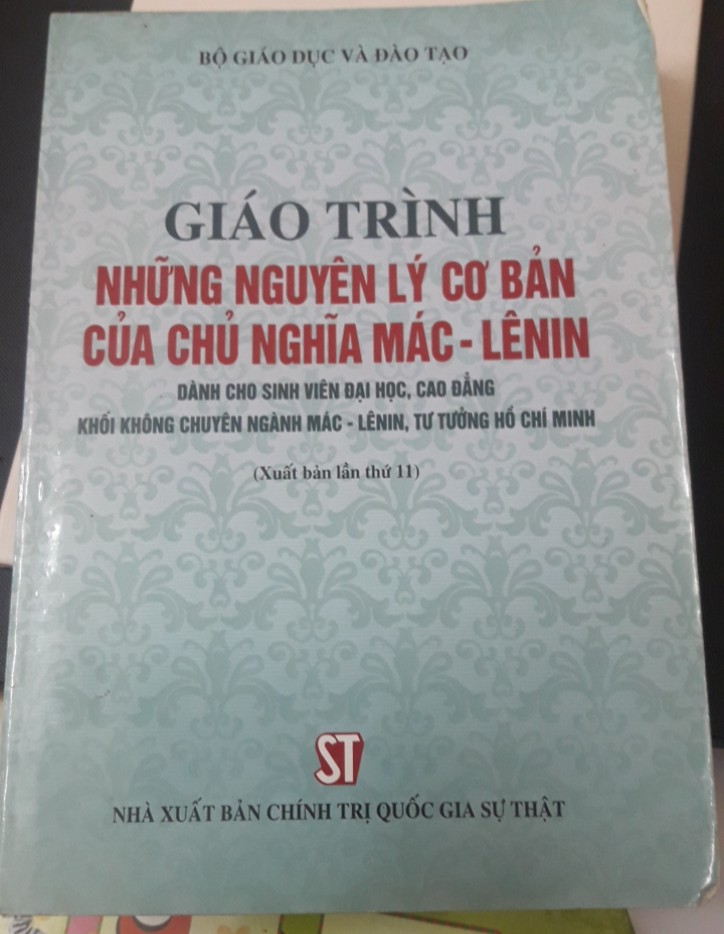 BỘ GIÁO DỤC VÀ ĐÀO TẠO
GIÁO TRÌNH
NHỮNG NGUYÊN LÝ CƠ BẢN
CỦA CHỦ NGHĨA MÁC - LÊNIN
DÀNH CHO SINH VIÊN ĐẠI HỌC, CAO ĐẲNG
KHỐI KHÔNG CHUYÊN NGÀNH MÁC - LÊNIN, TƯ TƯỞNG HỒ CHÍ MINH
(Xuất bản lần thứ 11)
ST
NHÀ XUẤT BẢN CHÍNH TRỊ QUỐC GIA SỰ THẬT